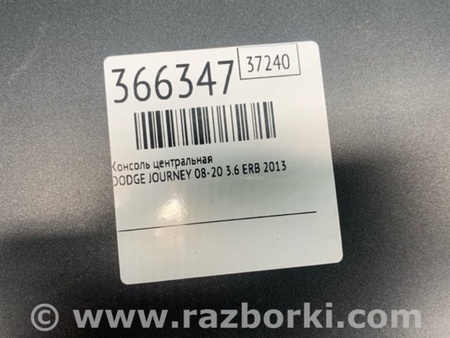 366347
37240
Консоль центральная
DODGE JOURNEY 08-20 3.6 ERB 2013
© www.razborki.com